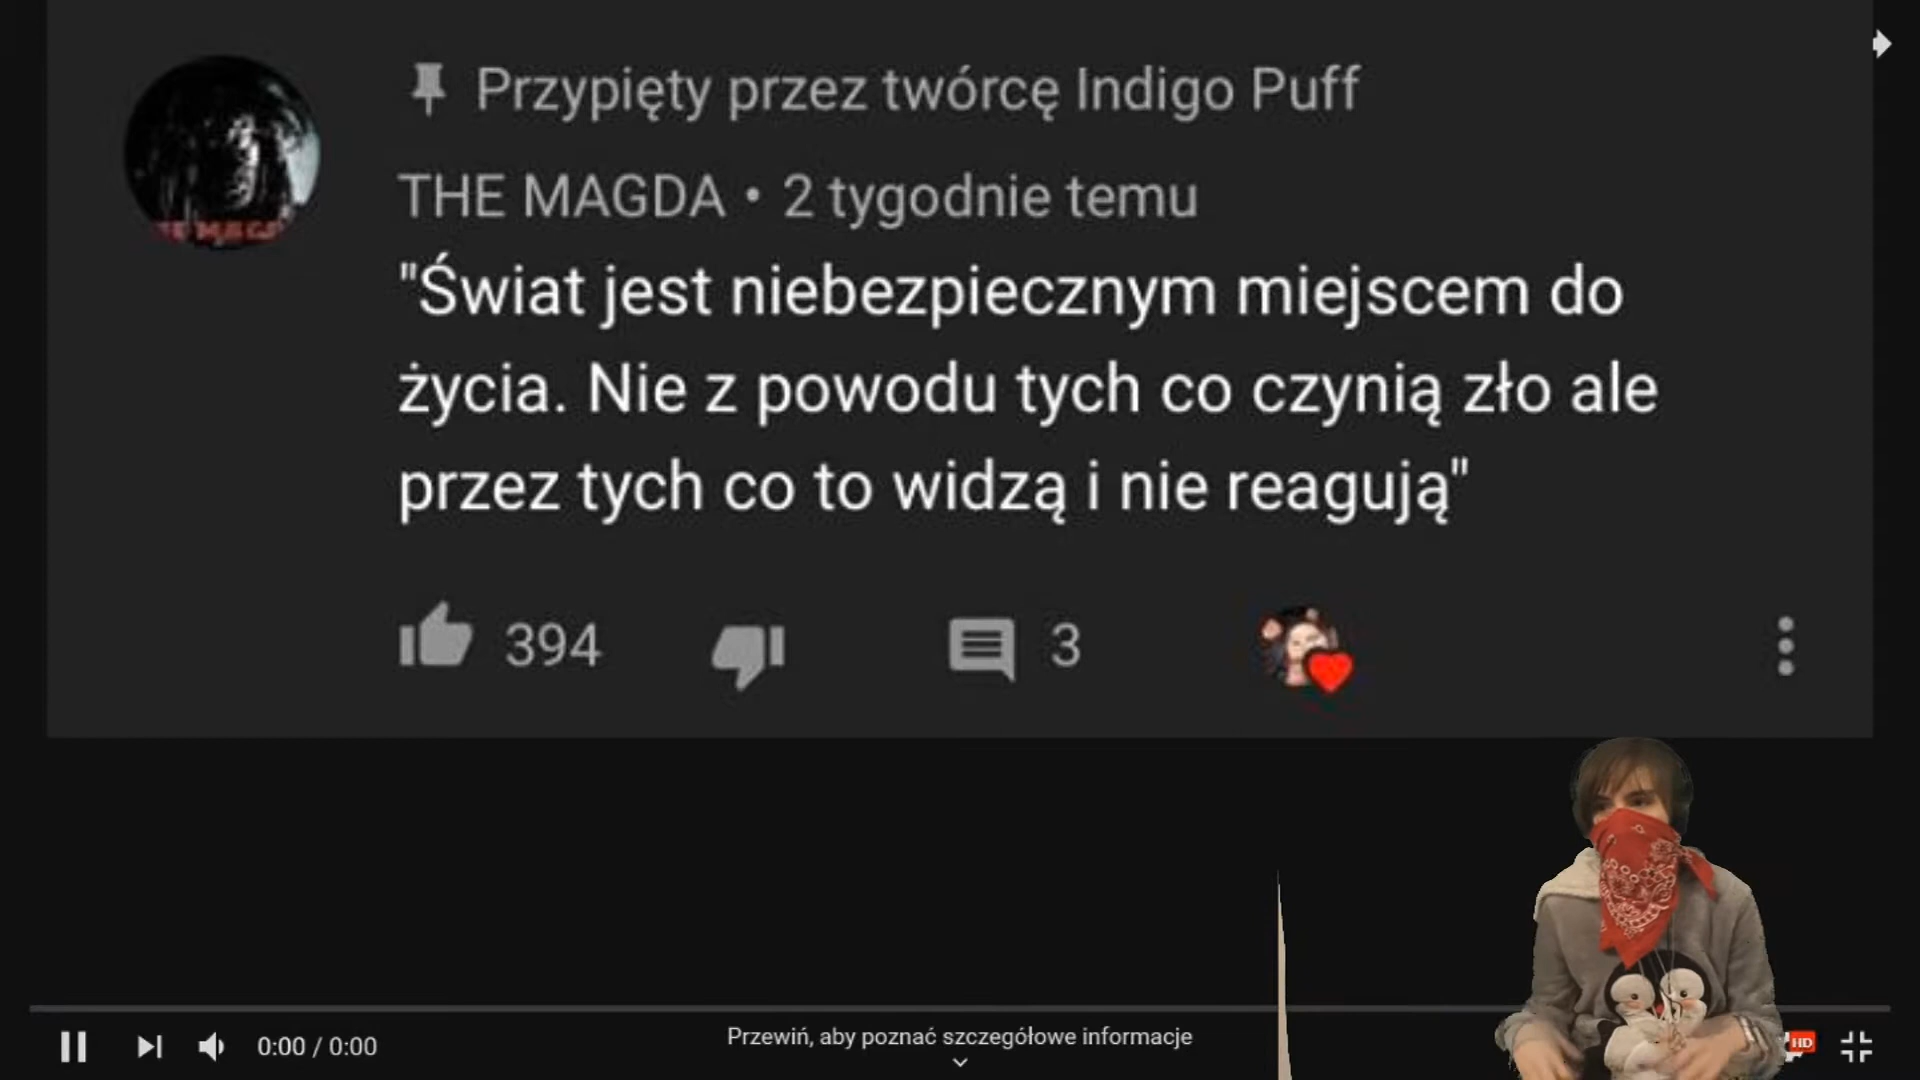 Przypięty przez twórcę Indigo Puff
THE MAGDA • 2 tygodnie temu
"Świat jest niebezpiecznym miejscem do
życia. Nie z powodu tych co czynią zło ale
przez tych co to widzą i nie reagują"
394
3
0:00 / 0:00
Przewiń, aby poznać szczegółowe informacje
HD